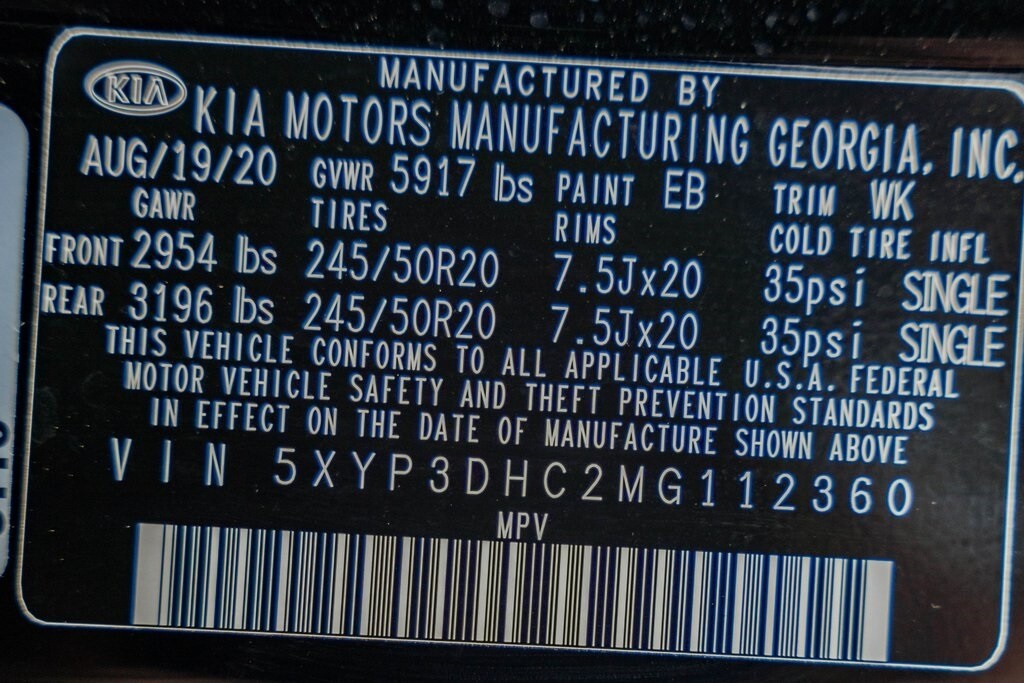 KIA
MANUFACTURED BY
KIA MOTORS MANUFACTURING GEORGIA, INC.
AUG/19/20 GVWR 5917 lbs PAINT EB TRIM WK
GAWR TIRES RIMS COLD TIRE INFL
FRONT 2954 lbs 245/50R20 7.5Jx20 35psi SINGLE
REAR 3196 lbs 245/50R20 7.5Jx20 35psi SINGLE
THIS VEHICLE CONFORMS TO ALL APPLICABLE U.S.A. FEDERAL
MOTOR VEHICLE SAFETY AND THEFT PREVENTION STANDARDS
IN EFFECT ON THE DATE OF MANUFACTURE SHOWN ABOVE
VIN 5XYP3DHC2MG112360
MPV